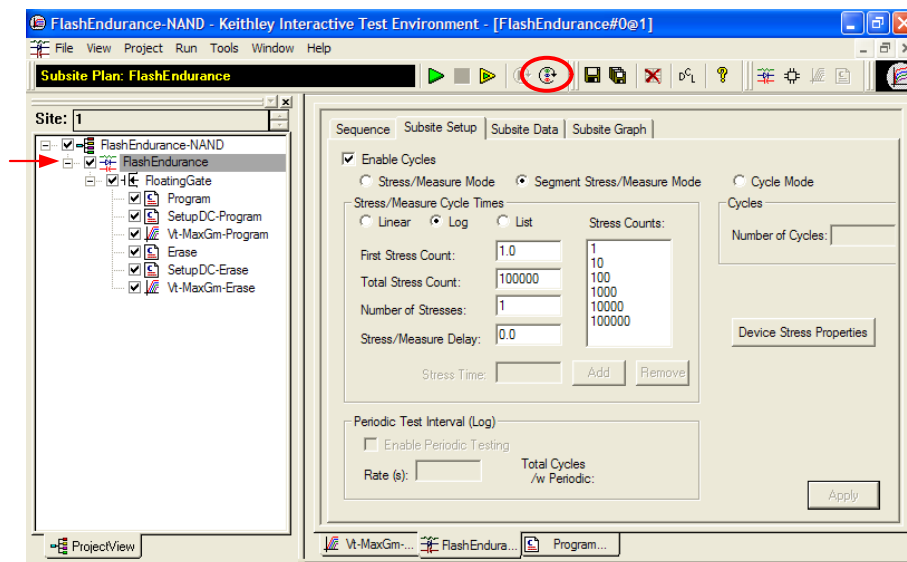 FlashEndurance-NAND - Keithley Interactive Test Environment - [FlashEndurance#0@1]
File View Project Run Tools Window Help
Subsite Plan: FlashEndurance
Site: 1
FlashEndurance-NAND
FlashEndurance
FloatingGate
Program
SetupDC-Program
Vt-MaxGm-Program
Erase
SetupDC-Erase
Vt-MaxGm-Erase
ProjectView
Sequence Subsite Setup Subsite Data Subsite Graph
Enable Cycles
Stress/Measure Mode Segment Stress/Measure Mode Cycle Mode
Stress/Measure Cycle Times
Linear Log List Stress Counts:
First Stress Count: 1.0
Total Stress Count: 100000
Number of Stresses: 1
Stress/Measure Delay: 0.0
1
10
100
1000
10000
100000
Stress Time: Add Remove
Cycles
Number of Cycles:
Device Stress Properties
Periodic Test Interval (Log)
Enable Periodic Testing
Rate (s): Total Cycles
/w Periodic:
Apply
Vt-MaxGm-... FlashEndura... Program...